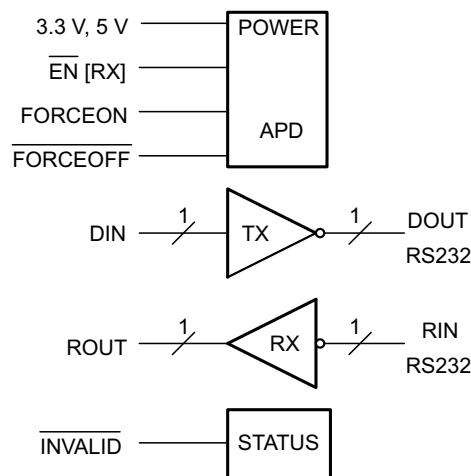 3.3 V, 5 V
POWER
EN [RX]
FORCEON
APD
FORCEOFF
DIN
1
TX
1
DOUT
RS232
ROUT
1
RX
1
RIN
RS232
INVALID
STATUS